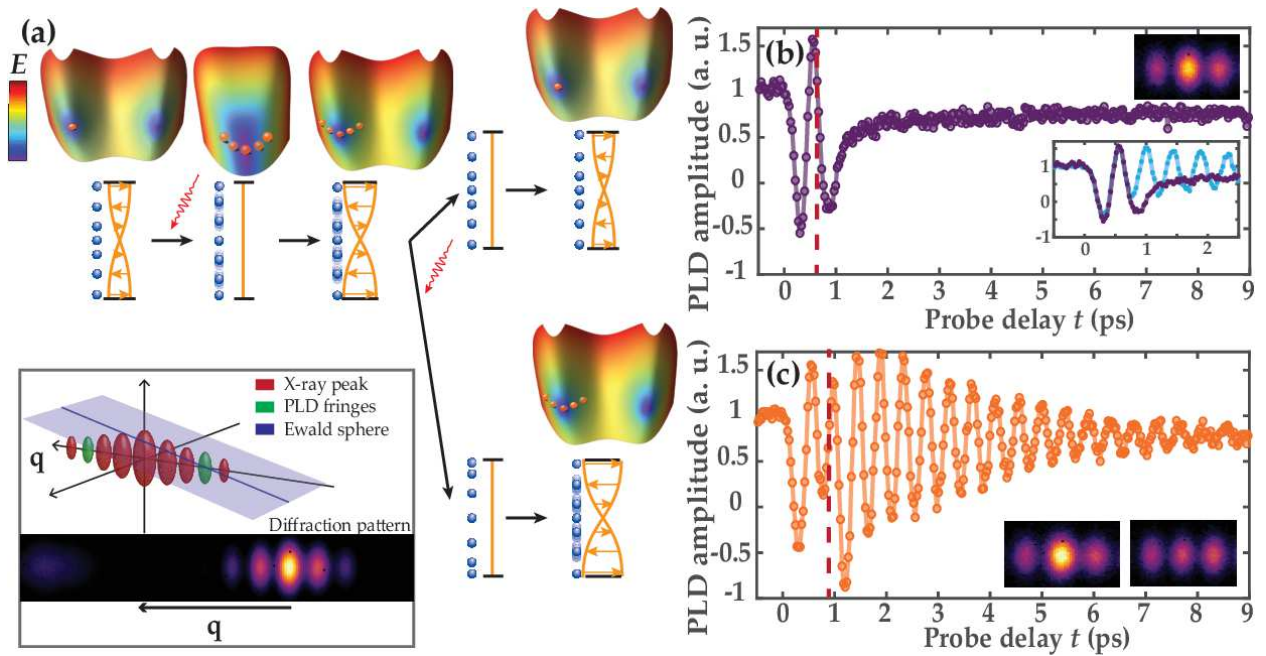 (a)
E
X-ray peak
PLD fringes
Ewald sphere
q
Diffraction pattern
q
(b)
PLD amplitude (a. u.)
1.5
1
0.5
0
-0.5
-1
0 1 2 3 4 5 6 7 8 9
Probe delay t (ps)
1
0
-1
0 1 2
(c)
PLD amplitude (a. u.)
1.5
1
0.5
0
-0.5
-1
0 1 2 3 4 5 6 7 8 9
Probe delay t (ps)